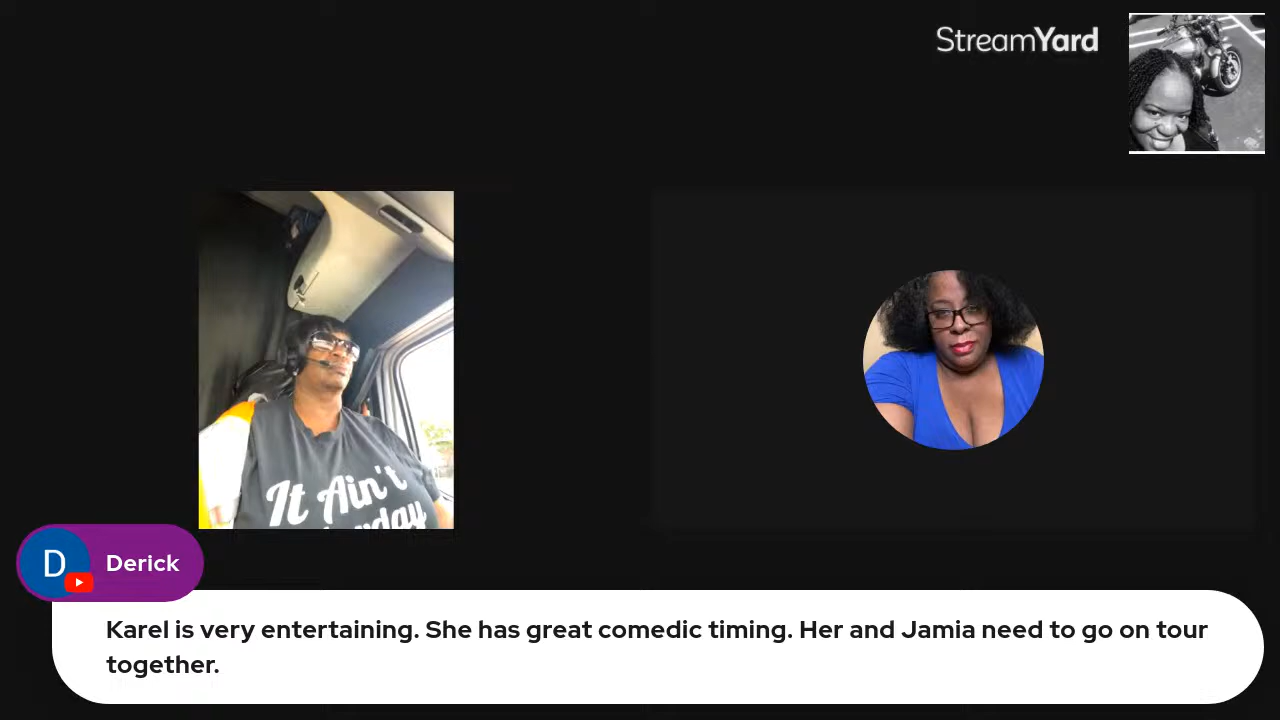 StreamYard
It Ain't
Derick
Karel is very entertaining. She has great comedic timing. Her and Jamia need to go on tour
together.